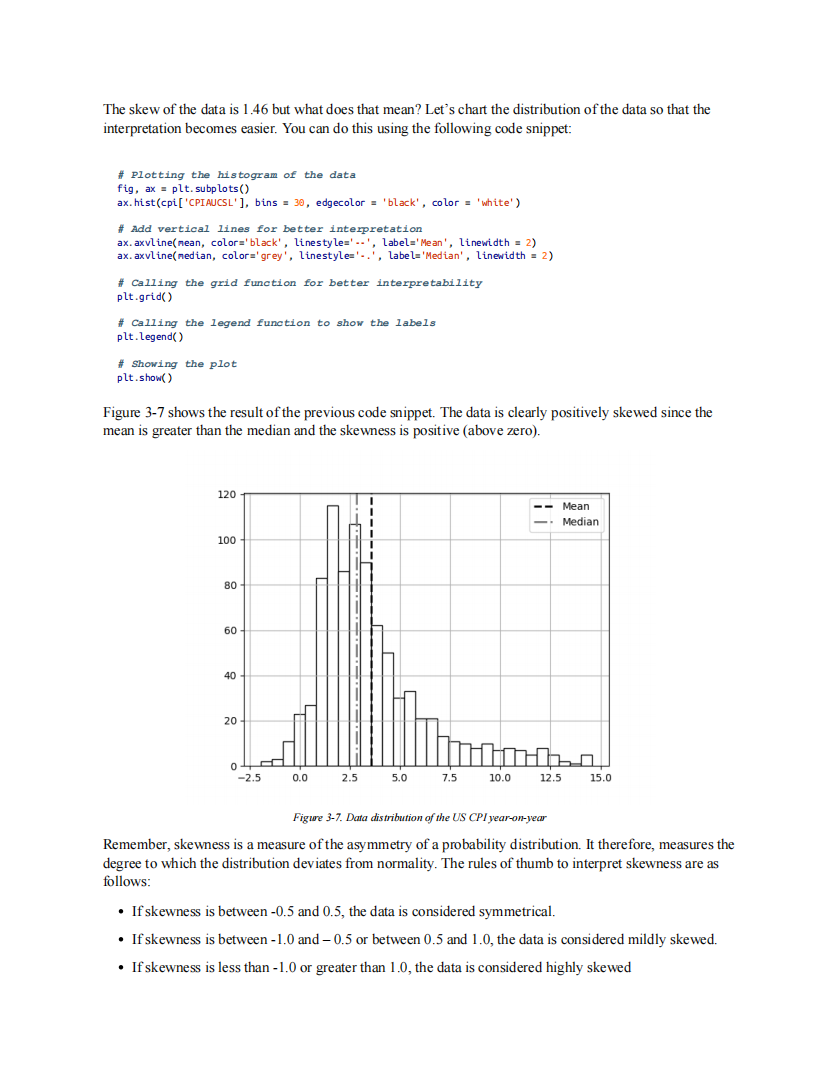 The skew of the data is 1.46 but what does that mean? Let’s chart the distribution of the data so that the
interpretation becomes easier. You can do this using the following code snippet:
# Plotting the histogram of the data
fig, ax = plt.subplots()
ax.hist(cpi['CPIAUCSL'], bins = 30, edgecolor = 'black', color = 'white')
# Add vertical lines for better interpretation
ax.axvline(mean, color='black', linestyle='--', label='Mean', linewidth = 2)
ax.axvline(median, color='grey', linestyle='-.', label='Median', linewidth = 2)
# Calling the grid function for better interpretability
plt.grid()
# Calling the legend function to show the labels
plt.legend()
# Showing the plot
plt.show()
Figure 3-7 shows the result of the previous code snippet. The data is clearly positively skewed since the
mean is greater than the median and the skewness is positive (above zero).
120
100
80
60
40
20
0
Mean
Median
−2.5 0.0 2.5 5.0 7.5 10.0 12.5 15.0
Figure 3-7. Data distribution of the US CPI year-on-year
Remember, skewness is a measure of the asymmetry of a probability distribution. It therefore, measures the
degree to which the distribution deviates from normality. The rules of thumb to interpret skewness are as
follows:
• If skewness is between -0.5 and 0.5, the data is considered symmetrical.
• If skewness is between -1.0 and – 0.5 or between 0.5 and 1.0, the data is considered mildly skewed.
• If skewness is less than -1.0 or greater than 1.0, the data is considered highly skewed